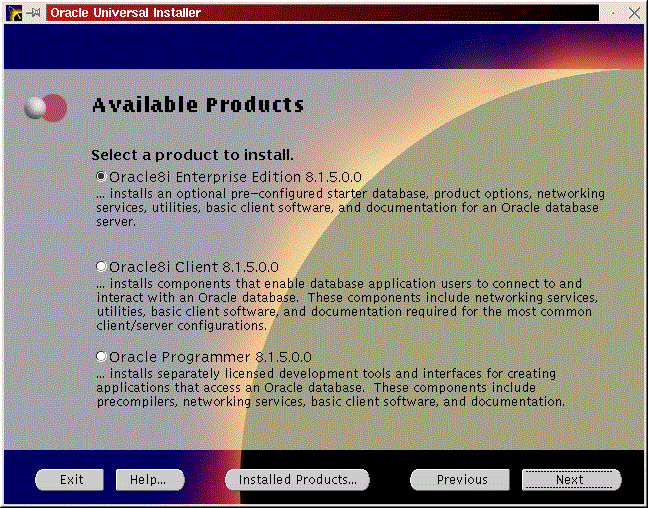 Oracle Universal Installer
Available Products
Select a product to install.
Oracle8i Enterprise Edition 8.1.5.0.0
... installs an optional pre-configured starter database, product options, networking
services, utilities, basic client software, and documentation for an Oracle database
server.
Oracle8i Client 8.1.5.0.0
... installs components that enable database application users to connect to and
interact with an Oracle database.  These components include networking services,
utilities, basic client software, and documentation required for the most common
client/server configurations.
Oracle Programmer 8.1.5.0.0
... installs separately licensed development tools and interfaces for creating
applications that access an Oracle database.  These components include
precompilers, networking services, basic client software, and documentation.
Exit Help... Installed Products... Previous Next